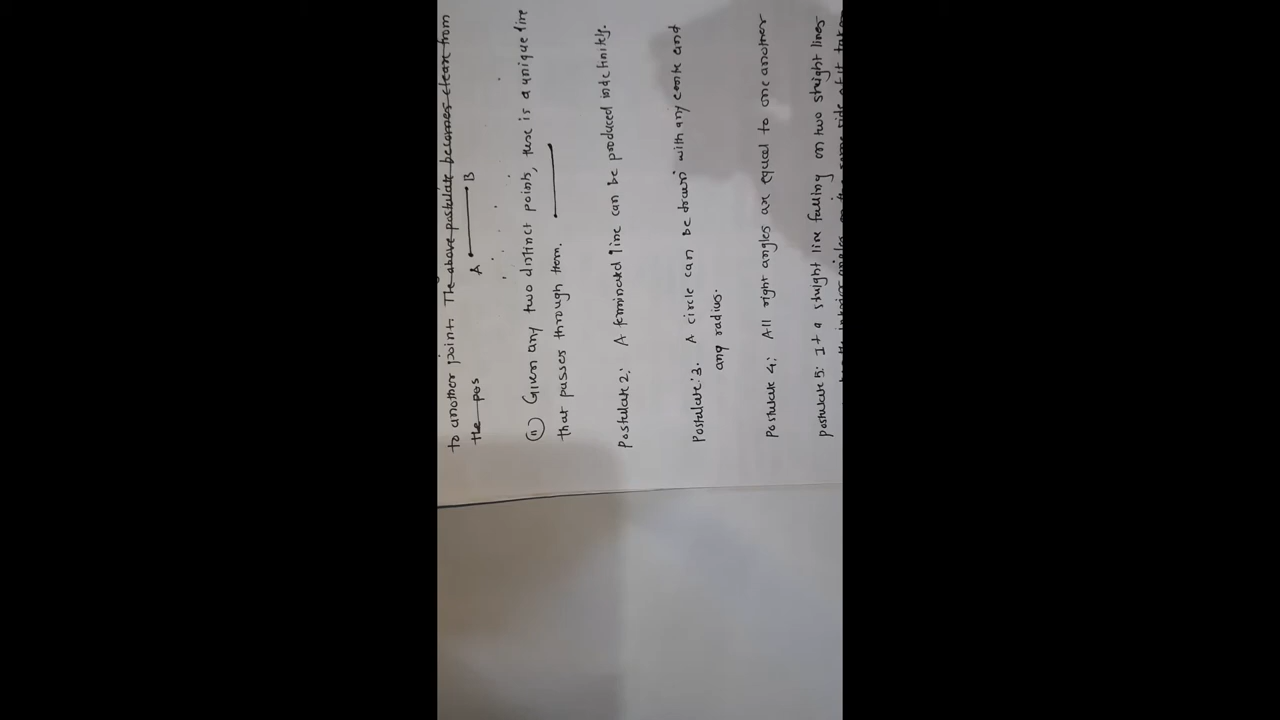 to another point. The above postulate becomes clear from
the pos
A B
(ii) Given any two distinct points, there is a unique line
that passes through them.
Postulate 2: A terminated line can be produced indefinitely.
Postulate: 3. A circle can be drawn with any centre and
any radius.
Postulate 4: All right angles are equal to one another
postulate 5: If a straight line falling on two straight lines